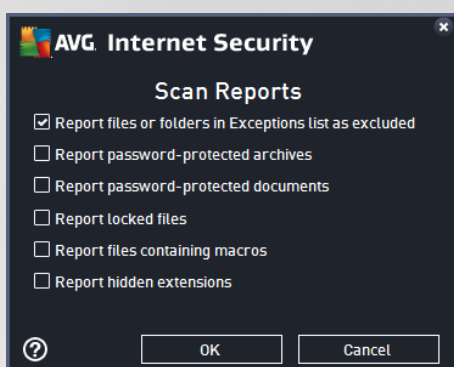 AVG. Internet Security
Scan Reports
Report files or folders in Exceptions list as excluded
Report password-protected archives
Report password-protected documents
Report locked files
Report files containing macros
Report hidden extensions
OK
Cancel